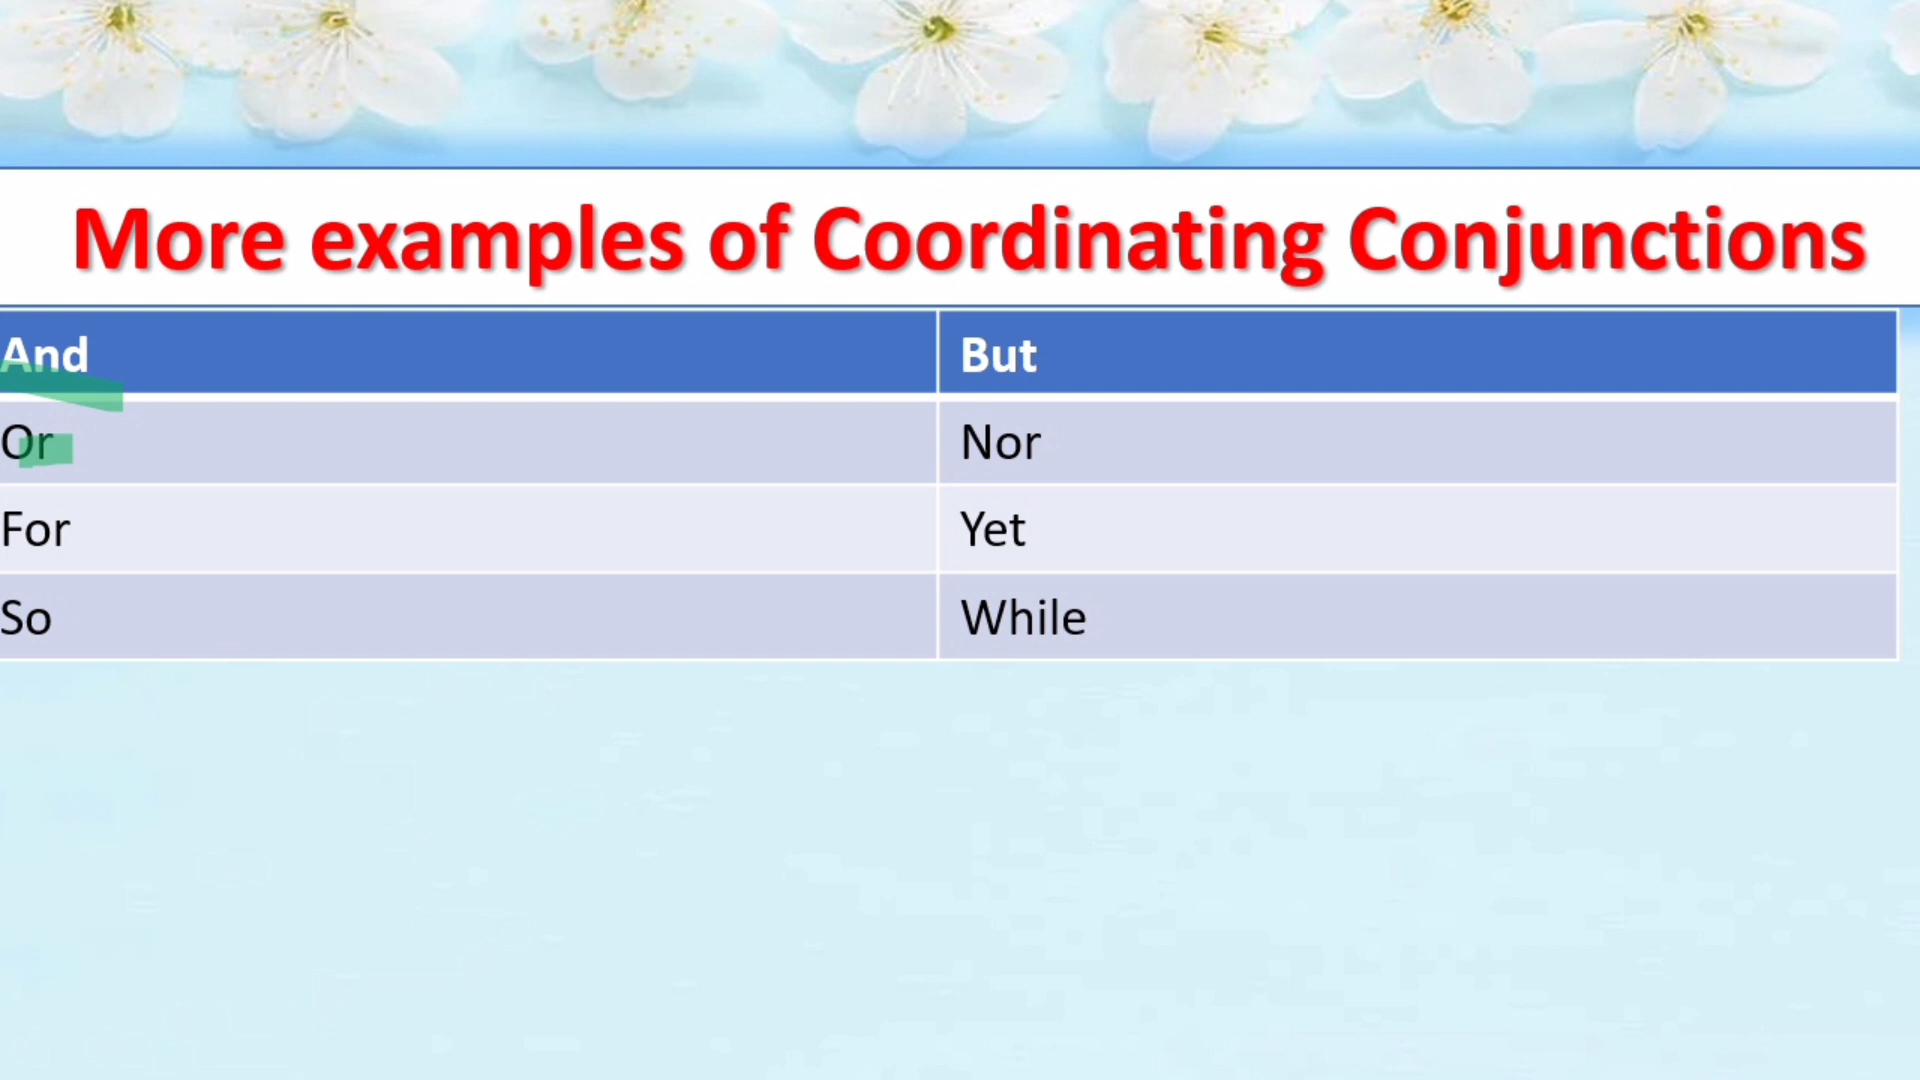 More examples of Coordinating Conjunctions
And But
Or Nor
For Yet
So While